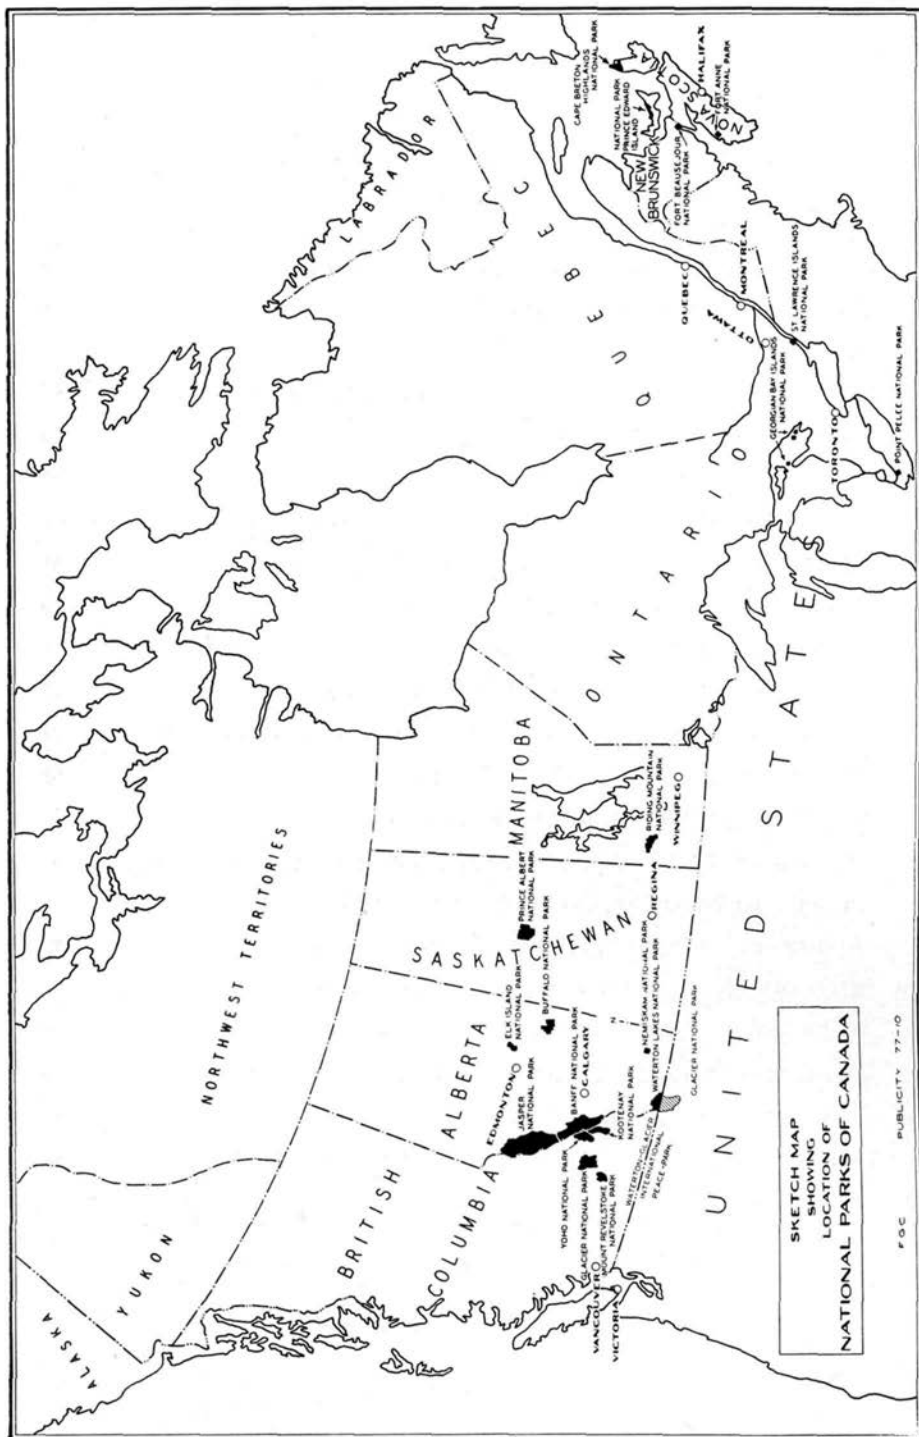 ALASKA
YUKON
NORTHWEST TERRITORIES
LABRADOR
BRITISH
COLUMBIA
ALBERTA
SASKATCHEWAN
MANITOBA
ONTARIO
QUEBEC
NEW
BRUNSWICK
NOVA SCOTIA
UNITED STATE
EDMONTON
JASPER
NATIONAL PARK
ELK ISLAND
NATIONAL PARK
BUFFALO NATIONAL PARK
PRINCE ALBERT
NATIONAL PARK
BANFF NATIONAL PARK
CALGARY
YOHO NATIONAL PARK
GLACIER NATIONAL PARK
MOUNT REVELSTOKE
NATIONAL PARK
VANCOUVER
VICTORIA
KOOTENAY
NATIONAL PARK
WATERTON-GLACIER
INTERNATIONAL
PEACE-PARK
NEMISKAM NATIONAL PARK
WATERTON LAKES NATIONAL PARK
GLACIER NATIONAL PARK
REGINA
RIDING MOUNTAIN
NATIONAL PARK
WINNIPEG
GEORGIAN BAY ISLANDS
NATIONAL PARK
TORONTO
POINT PELEE NATIONAL PARK
OTTAWA
ST LAWRENCE ISLANDS
NATIONAL PARK
MONTREAL
QUEBEC
CAPE BRETON
HIGHLANDS
NATIONAL PARK
NATIONAL PARK
PRINCE EDWARD
ISLAND
FORT BEAUSEJOUR
NATIONAL PARK
HALIFAX
FORT ANNE
NATIONAL PARK
SKETCH MAP
SHOWING
LOCATION OF
NATIONAL PARKS OF CANADA
FGC PUBLICITY 77-10